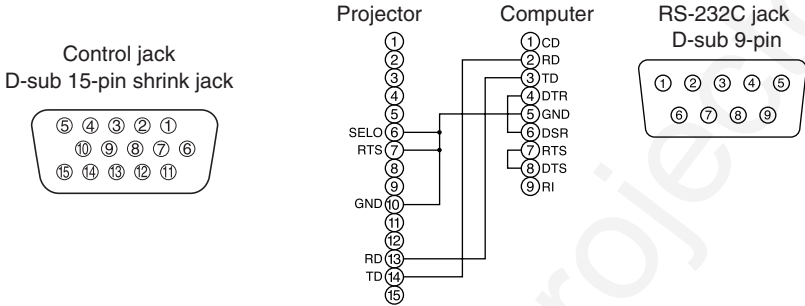 Control jack
D-sub 15-pin shrink jack
⑤ ④ ③ ② ①
⑩ ⑨ ⑧ ⑦ ⑥
⑮ ⑭ ⑬ ⑫ ⑪
Projector
①
②
③
④
⑤
SELO ⑥
RTS ⑦
⑧
⑨
GND ⑩
⑪
⑫
RD ⑬
TD ⑭
⑮
Computer
① CD
② RD
③ TD
④ DTR
⑤ GND
⑥ DSR
⑦ RTS
⑧ DTS
⑨ RI
RS-232C jack
D-sub 9-pin
① ② ③ ④ ⑤
⑥ ⑦ ⑧ ⑨